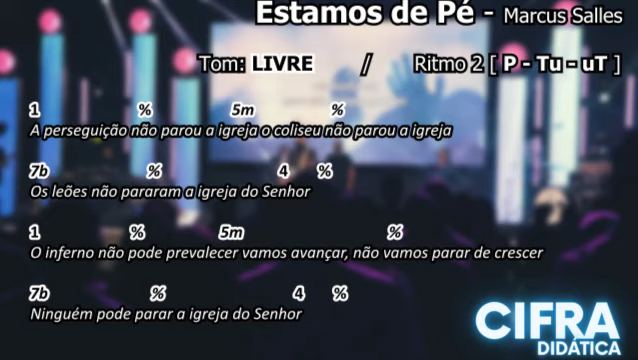 Estamos de Pé - Marcus Salles
Tom: LIVRE / Ritmo 2 [ P - Tu - uT ]
1 % 5m %
A perseguição não parou a igreja o coliseu não parou a igreja
7b % 4 %
Os leões não pararam a igreja do Senhor
1 % 5m %
O inferno não pode prevalecer vamos avançar, não vamos parar de crescer
7b % 4 %
Ninguém pode parar a igreja do Senhor
CIFRA
DIDÁTICA